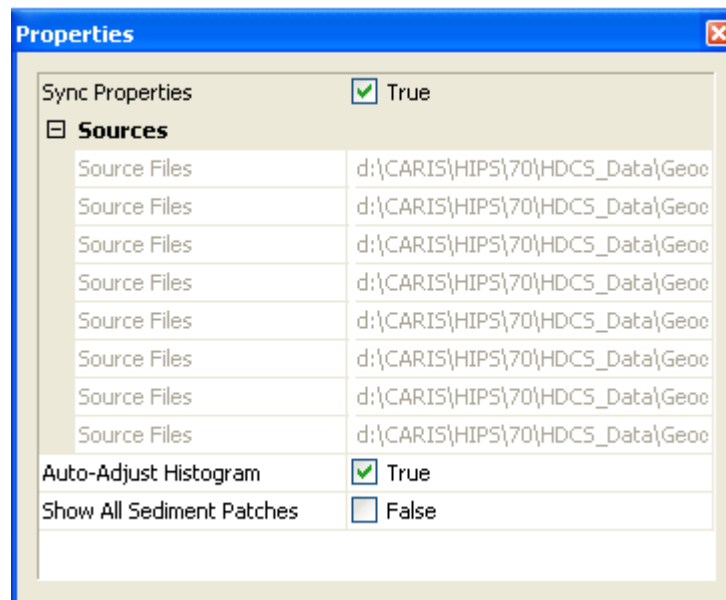 Properties
Sync Properties True
Sources
Source Files d:\CARIS\HIPS\70\HDCS_Data\Geoc
Source Files d:\CARIS\HIPS\70\HDCS_Data\Geoc
Source Files d:\CARIS\HIPS\70\HDCS_Data\Geoc
Source Files d:\CARIS\HIPS\70\HDCS_Data\Geoc
Source Files d:\CARIS\HIPS\70\HDCS_Data\Geoc
Source Files d:\CARIS\HIPS\70\HDCS_Data\Geoc
Source Files d:\CARIS\HIPS\70\HDCS_Data\Geoc
Source Files d:\CARIS\HIPS\70\HDCS_Data\Geoc
Auto-Adjust Histogram True
Show All Sediment Patches False